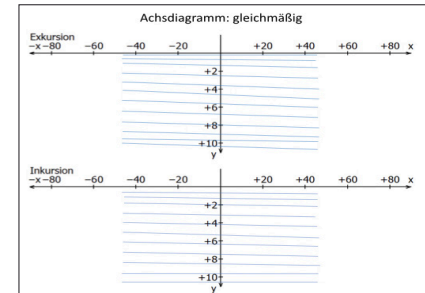 Achsdiagramm: gleichmäßig
Exkursion
-x -80 -60 -40 -20 +20 +40 +60 +80 x
+2
+4
+6
+8
+10
y
Inkursion
-x -80 -60 -40 -20 +20 +40 +60 +80 x
+2
+4
+6
+8
+10
y